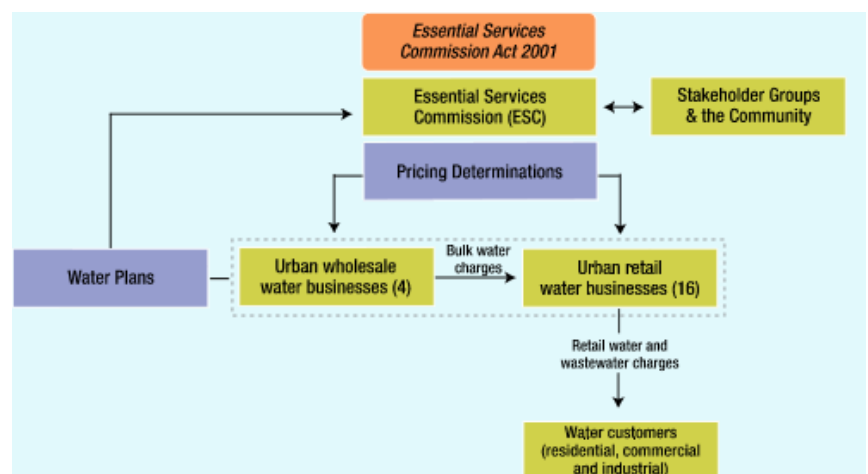 Essential Services
Commission Act 2001
Essential Services
Commission (ESC)
Stakeholder Groups
& the Community
Pricing Determinations
Water Plans
Urban wholesale
water businesses (4)
Bulk water
charges
Urban retail
water businesses (16)
Retail water and
wastewater charges
Water customers
(residential, commercial
and industrial)